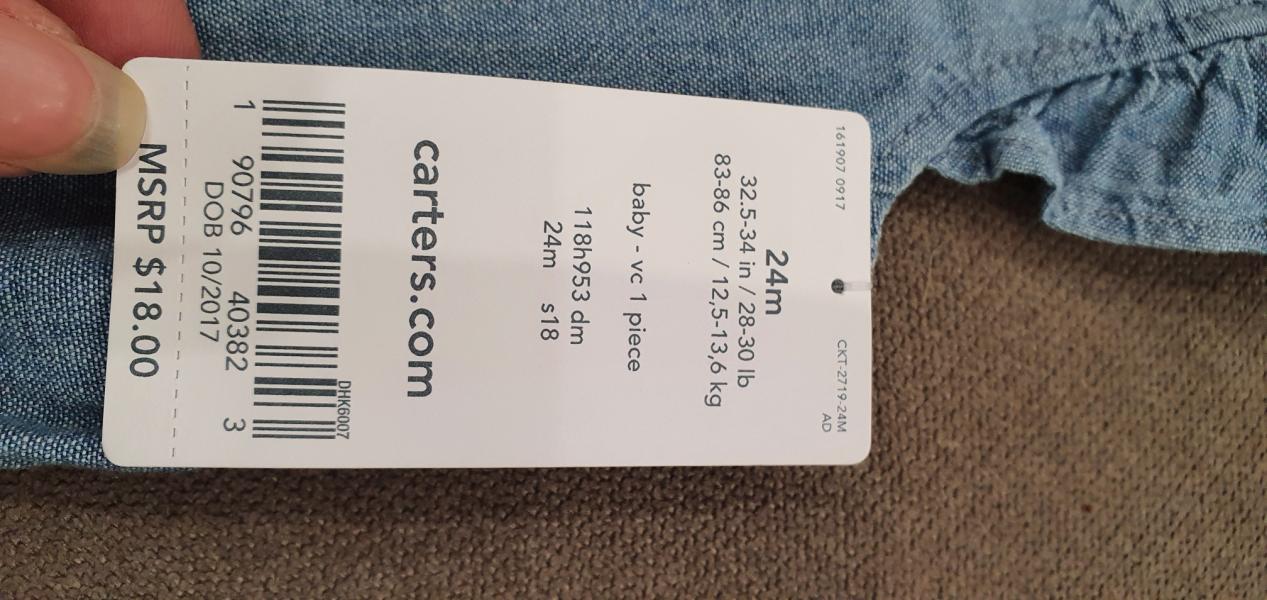 161907 0917 CKT-2719-24M
AD
24m
32.5-34 in / 28-30 lb
83-86 cm / 12,5-13,6 kg
baby - vc 1 piece
118h953 dm
24m s18
carters.com
DHK6007
1 90796 40382 3
DOB 10/2017
MSRP $18.00